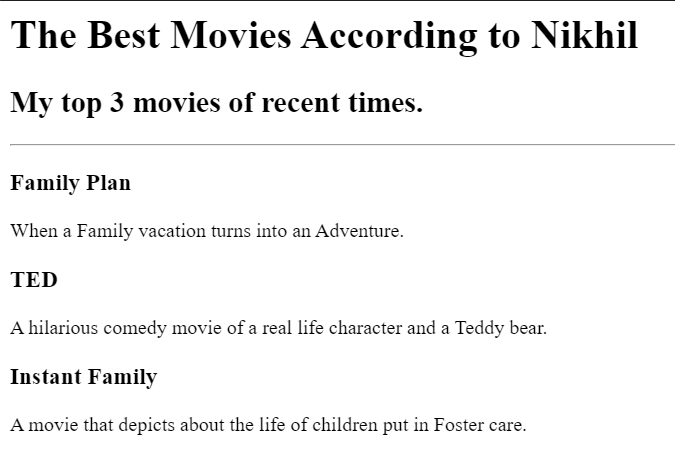 The Best Movies According to Nikhil
My top 3 movies of recent times.
Family Plan
When a Family vacation turns into an Adventure.
TED
A hilarious comedy movie of a real life character and a Teddy bear.
Instant Family
A movie that depicts about the life of children put in Foster care.